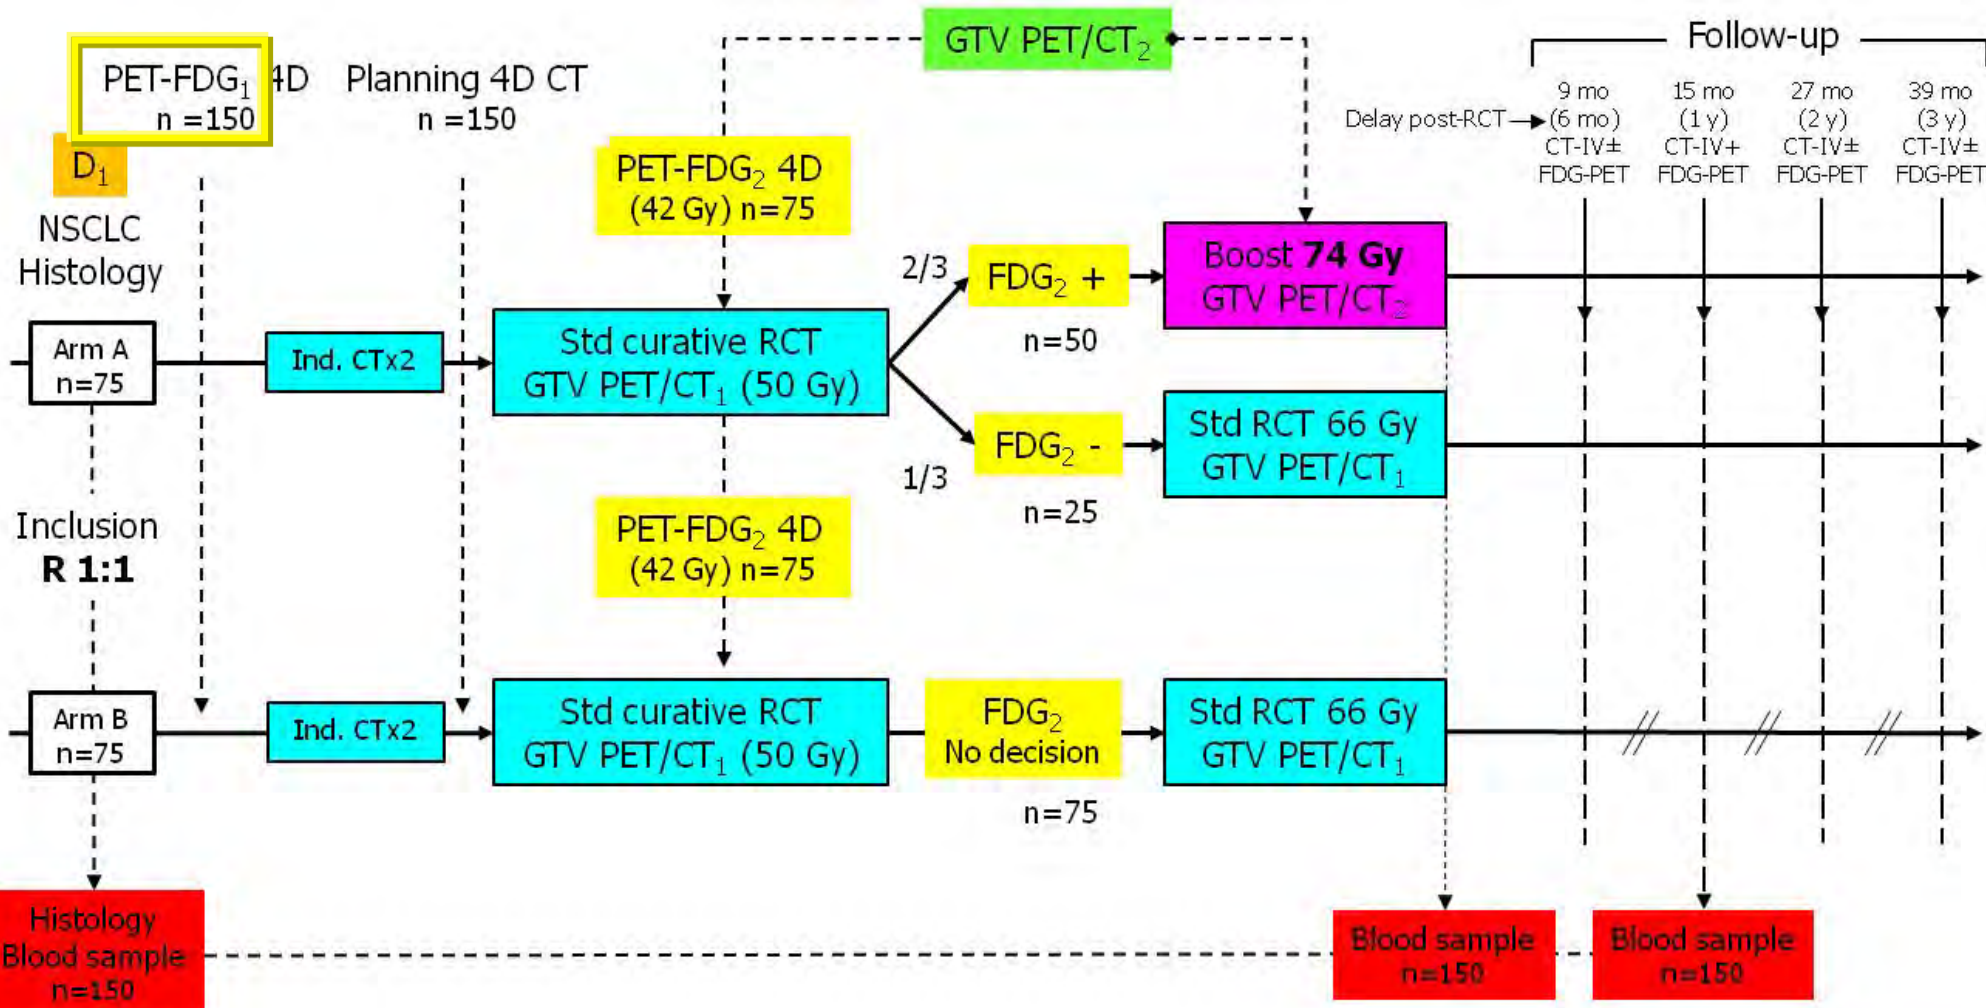 GTV PET/CT₂
Follow-up
PET-FDG₁ 4D
n =150
Planning 4D CT
n =150
Delay post-RCT
9 mo
(6 mo)
CT-IV±
FDG-PET
15 mo
(1 y)
CT-IV+
FDG-PET
27 mo
(2 y)
CT-IV±
FDG-PET
39 mo
(3 y)
CT-IV±
FDG-PET
D₁
NSCLC
Histology
PET-FDG₂ 4D
(42 Gy) n=75
Arm A
n=75
Ind. CTx2
Std curative RCT
GTV PET/CT₁ (50 Gy)
2/3
FDG₂ +
n=50
Boost 74 Gy
GTV PET/CT₂
1/3
FDG₂ -
n=25
Std RCT 66 Gy
GTV PET/CT₁
Inclusion
R 1:1
PET-FDG₂ 4D
(42 Gy) n=75
Arm B
n=75
Ind. CTx2
Std curative RCT
GTV PET/CT₁ (50 Gy)
FDG₂
No decision
n=75
Std RCT 66 Gy
GTV PET/CT₁
Histology
Blood sample
n=150
Blood sample
n=150
Blood sample
n=150